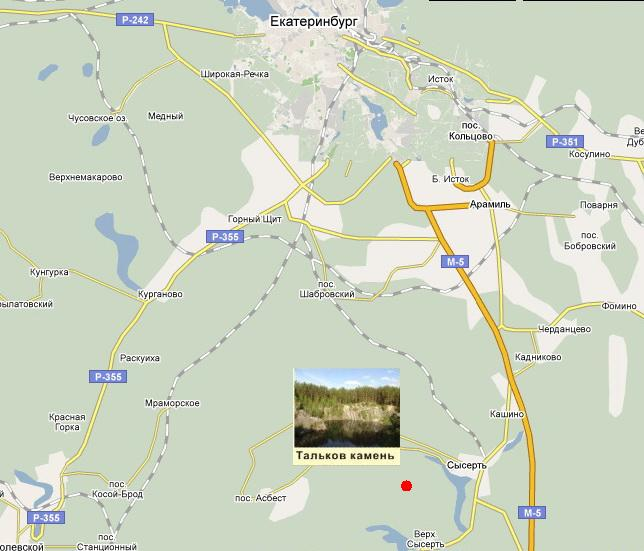 Екатеринбург
Р-242
Широкая-Речка
Исток
Чусовское оз.
Медный
пос.
Кольцово
Р-351
Косулино
Верхнемакарово
Б. Исток
Арамиль
Поварня
Горный Щит
Р-355
пос.
Бобровский
М-5
Кунгурка
Курганово
пос.
Шабровский
Фомино
Черданцево
Раскуиха
Кадниково
Р-355
Мраморское
Красная
Горка
Кашино
Тальков камень
Сысерть
пос.
Косой-Брод
пос. Асбест
Р-355
М-5
пос.
Станционный
Верх
Сысерть